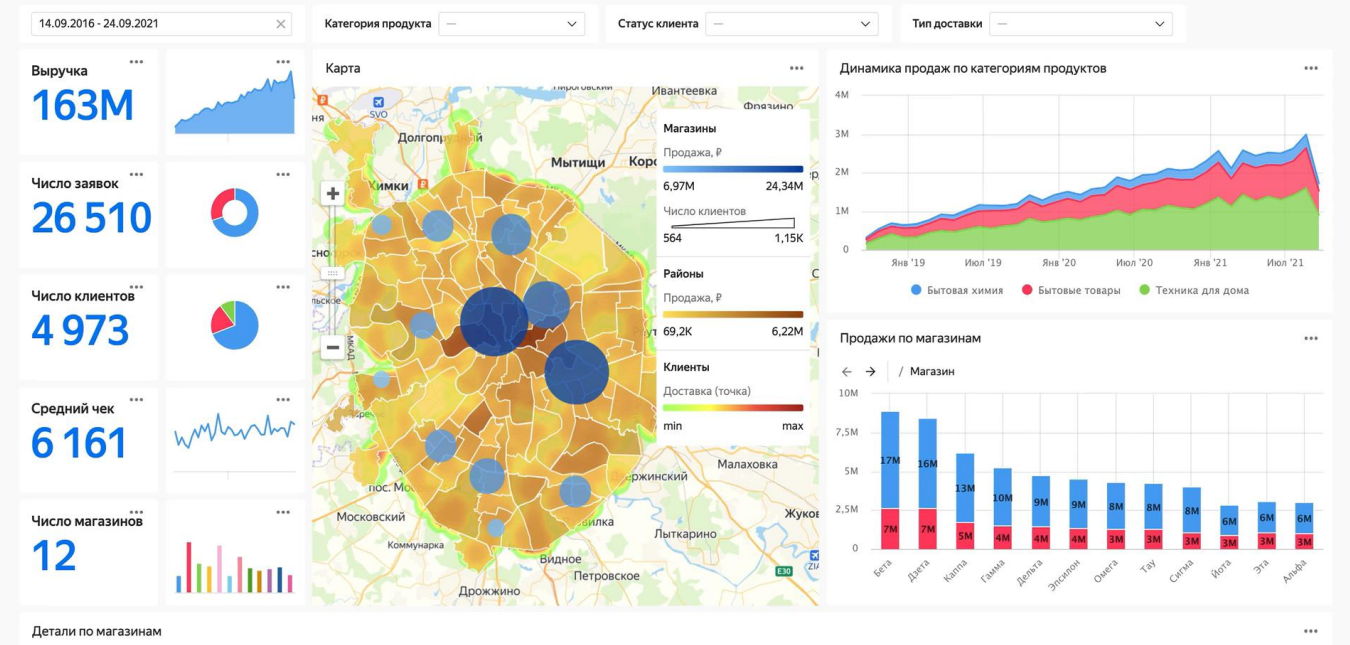 14.09.2016 - 24.09.2021
Категория продукта
—
Статус клиента
—
Тип доставки
—
Выручка
163M
Число заявок
26 510
Число клиентов
4 973
Средний чек
6 161
Число магазинов
12
Карта
Ивантеевка
Фрязино
SVO
Долгопрудный
Мытищи
Химки
МКАД
пос. Мо
Московский
Коммунарка
Видное
Петровское
Дрожжино
Дзержинский
Малаховка
Жуков
Лыткарино
E30
ZIA
Магазины
Продажа, ₽
6,97M
24,34M
Число клиентов
564
1,15K
Районы
Продажа, ₽
69,2K
6,22M
Клиенты
Доставка (точка)
min
max
Динамика продаж по категориям продуктов
4M
3M
2M
1M
0
Янв '19
Июл '19
Янв '20
Июл '20
Янв '21
Июл '21
Бытовая химия
Бытовые товары
Техника для дома
Продажи по магазинам
/ Магазин
10M
7,5M
5M
2,5M
0
17M
16M
13M
10M
9M
9M
8M
8M
8M
6M
6M
6M
7M
7M
5M
4M
4M
4M
3M
3M
3M
3M
3M
3M
Бета
Дзета
Каппа
Гамма
Дельта
Эпсилон
Омега
Тау
Сигма
Йота
Эта
Альфа
Детали по магазинам